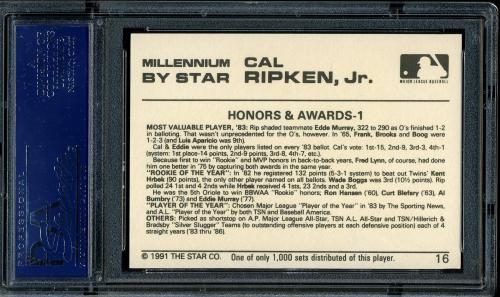 MILLENNIUM CAL
BY STAR RIPKEN, Jr.
MAJOR LEAGUE BASEBALL
HONORS & AWARDS-1
MOST VALUABLE PLAYER, '83: Rip shaded teammate Eddie Murray, 322 to 290 as O's finished 1-2
in balloting. That wasn't unprecedented for the O's, however. In '66, Frank, Brooks and Boog were
1-2-3 (and Luis Aparicio was 9th).
Cal & Eddie were the only players listed on every '83 ballot. Cal's vote: 1st-15, 2nd-9, 3rd-3, 4th-1
(system: 1st place-14 points, 2nd-9 points, 3rd-8, 4th-7, etc.).
Because first to win "Rookie" and MVP honors in back-to-back years, Fred Lynn, of course, had done
him one better in '75 by capturing both awards in the same year.
"ROOKIE OF THE YEAR": In '82 he registered 132 points (5-3-1 system) to beat out Twins' Kent
Hrbek (90 points), the only other player named on all ballots. Wade Boggs was 3rd (10½ points). Rip
polled 24 1st and 4 2nds while Hrbek received 4 1sts, 23 2nds and a 3rd.
He was the 5th Oriole to win BBWAA "Rookie" honors; Ron Hansen ('60), Curt Blefary ('65), Al
Bumbry ('73) and Eddie Murray ('77).
"PLAYER OF THE YEAR": Chosen Major League "Player of the Year" in '83 by The Sporting News,
and A.L. "Player of the Year" by both TSN and Baseball America.
OTHERS: Picked as shortstop on A.P. Major League All-Star, TSN A.L. All-Star and TSN/Hillerich &
Bradsby "Silver Slugger" Teams (to outstanding offensive players at each defensive position) each of
4 straight years ('83 thru '86).
© 1991 THE STAR CO. One of only 1,000 sets distributed of this player. 16
PSA
PROFESSIONAL